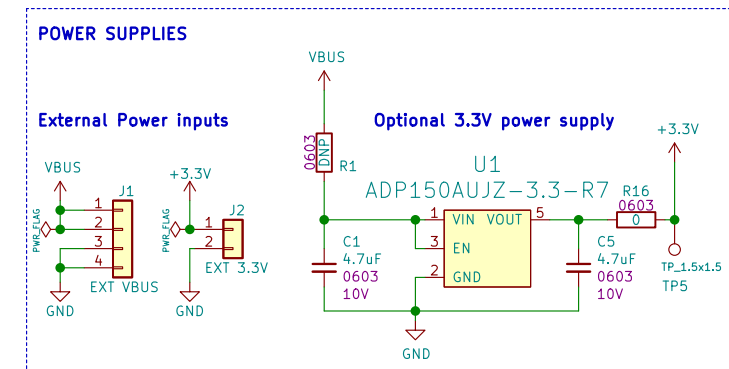 POWER SUPPLIES
VBUS
External Power inputs
Optional 3.3V power supply
+3.3V
0603
DNP
R1
U1
ADP150AUJZ-3.3-R7
VBUS
J1
+3.3V
J2
PWR_FLAG
1
2
3
4
EXT VBUS
GND
PWR_FLAG
1
2
EXT 3.3V
GND
1
VIN
VOUT
5
3
EN
2
GND
R16
0603
0
C1
4.7uF
0603
10V
C5
4.7uF
0603
10V
TP_1.5x1.5
TP5
GND